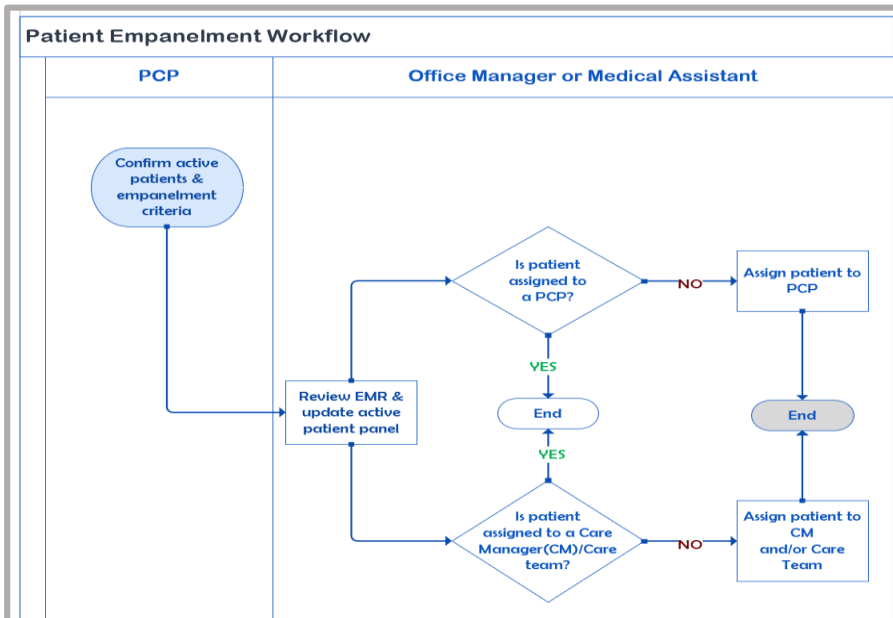 Patient Empanelment Workflow
PCP
Office Manager or Medical Assistant
Confirm active
patients &
empanelment
criteria
Is patient
assigned to
a PCP?
NO
Assign patient to
PCP
YES
Review EMR &
update active
patient panel
End
End
YES
Is patient
assigned to a Care
Manager(CM)/Care
team?
NO
Assign patient to
CM
and/or Care
Team